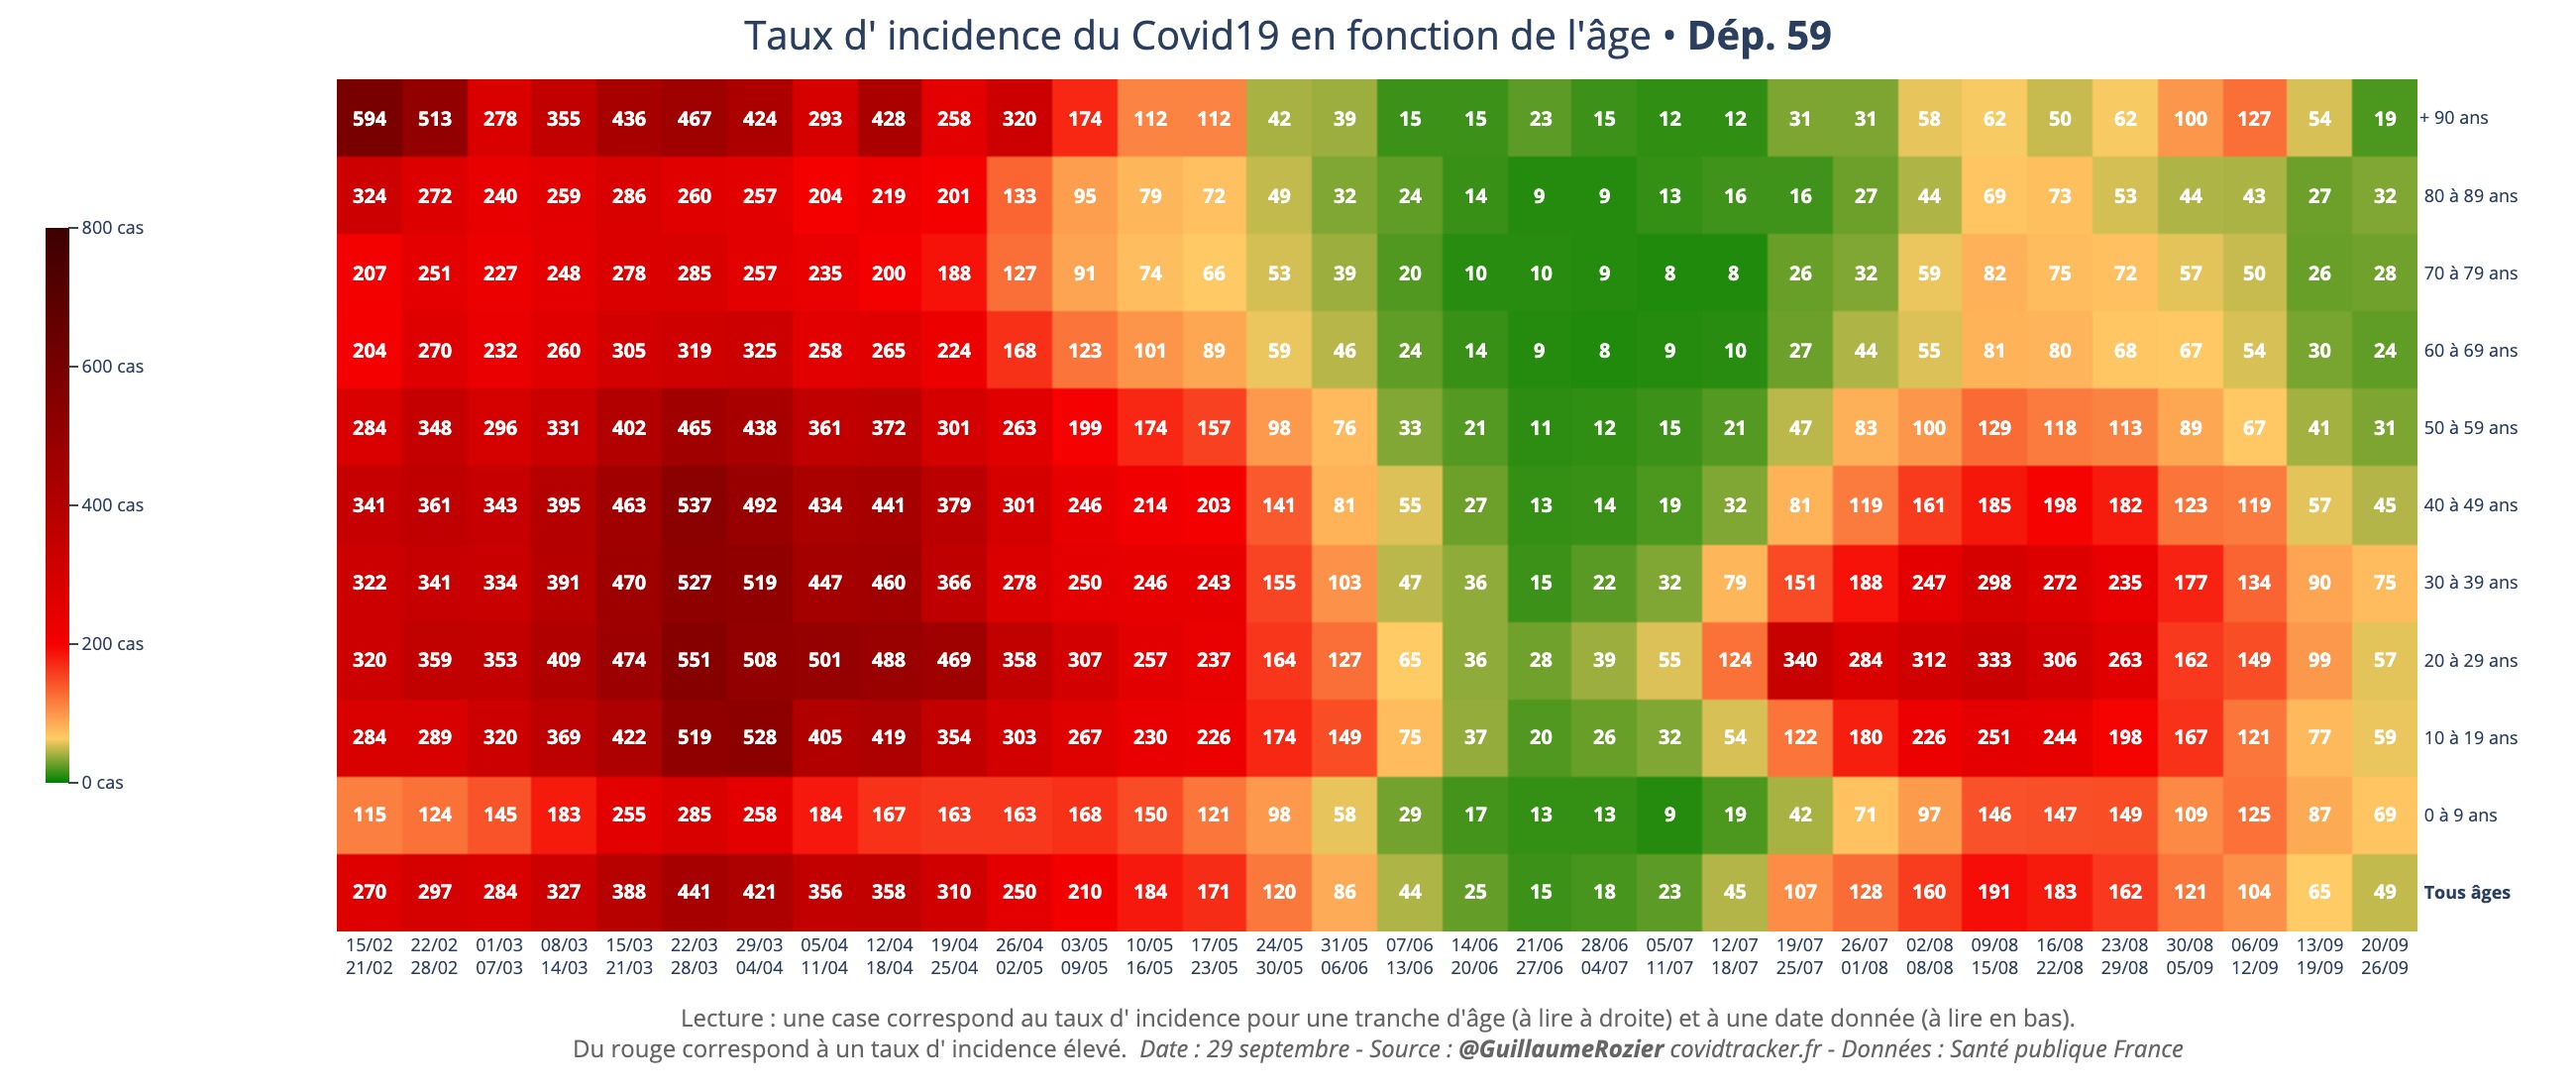 Taux d' incidence du Covid19 en fonction de l'âge • Dép. 59
594 513 278 355 436 467 424 293 428 258 320 174 112 112 42 39 15 15 23 15 12 12 31 31 58 62 50 62 100 127 54 19 + 90 ans
324 272 240 259 286 260 257 204 219 201 133 95 79 72 49 32 24 14 9 9 13 16 16 27 44 69 73 53 44 43 27 32 80 à 89 ans
800 cas
207 251 227 248 278 285 257 235 200 188 127 91 74 66 53 39 20 10 10 9 8 8 26 32 59 82 75 72 57 50 26 28 70 à 79 ans
204 270 232 260 305 319 325 258 265 224 168 123 101 89 59 46 24 14 9 8 9 10 27 44 55 81 80 68 67 54 30 24 60 à 69 ans
600 cas
284 348 296 331 402 465 438 361 372 301 263 199 174 157 98 76 33 21 11 12 15 21 47 83 100 129 118 113 89 67 41 31 50 à 59 ans
400 cas
341 361 343 395 463 537 492 434 441 379 301 246 214 203 141 81 55 27 13 14 19 32 81 119 161 185 198 182 123 119 57 45 40 à 49 ans
322 341 334 391 470 527 519 447 460 366 278 250 246 243 155 103 47 36 15 22 32 79 151 188 247 298 272 235 177 134 90 75 30 à 39 ans
200 cas
320 359 353 409 474 551 508 501 488 469 358 307 257 237 164 127 65 36 28 39 55 124 340 284 312 333 306 263 162 149 99 57 20 à 29 ans
284 289 320 369 422 519 528 405 419 354 303 267 230 226 174 149 75 37 20 26 32 54 122 180 226 251 244 198 167 121 77 59 10 à 19 ans
0 cas
115 124 145 183 255 285 258 184 167 163 163 168 150 121 98 58 29 17 13 13 9 19 42 71 97 146 147 149 109 125 87 69 0 à 9 ans
270 297 284 327 388 441 421 356 358 310 250 210 184 171 120 86 44 25 15 18 23 45 107 128 160 191 183 162 121 104 65 49 Tous âges
15/02 22/02 01/03 08/03 15/03 22/03 29/03 05/04 12/04 19/04 26/04 03/05 10/05 17/05 24/05 31/05 07/06 14/06 21/06 28/06 05/07 12/07 19/07 26/07 02/08 09/08 16/08 23/08 30/08 06/09 13/09 20/09
21/02 28/02 07/03 14/03 21/03 28/03 04/04 11/04 18/04 25/04 02/05 09/05 16/05 23/05 30/05 06/06 13/06 20/06 27/06 04/07 11/07 18/07 25/07 01/08 08/08 15/08 22/08 29/08 05/09 12/09 19/09 26/09
Lecture : une case correspond au taux d' incidence pour une tranche d'âge (à lire à droite) et à une date donnée (à lire en bas).
Du rouge correspond à un taux d' incidence élevé. Date : 29 septembre - Source : @GuillaumeRozier covidtracker.fr - Données : Santé publique France